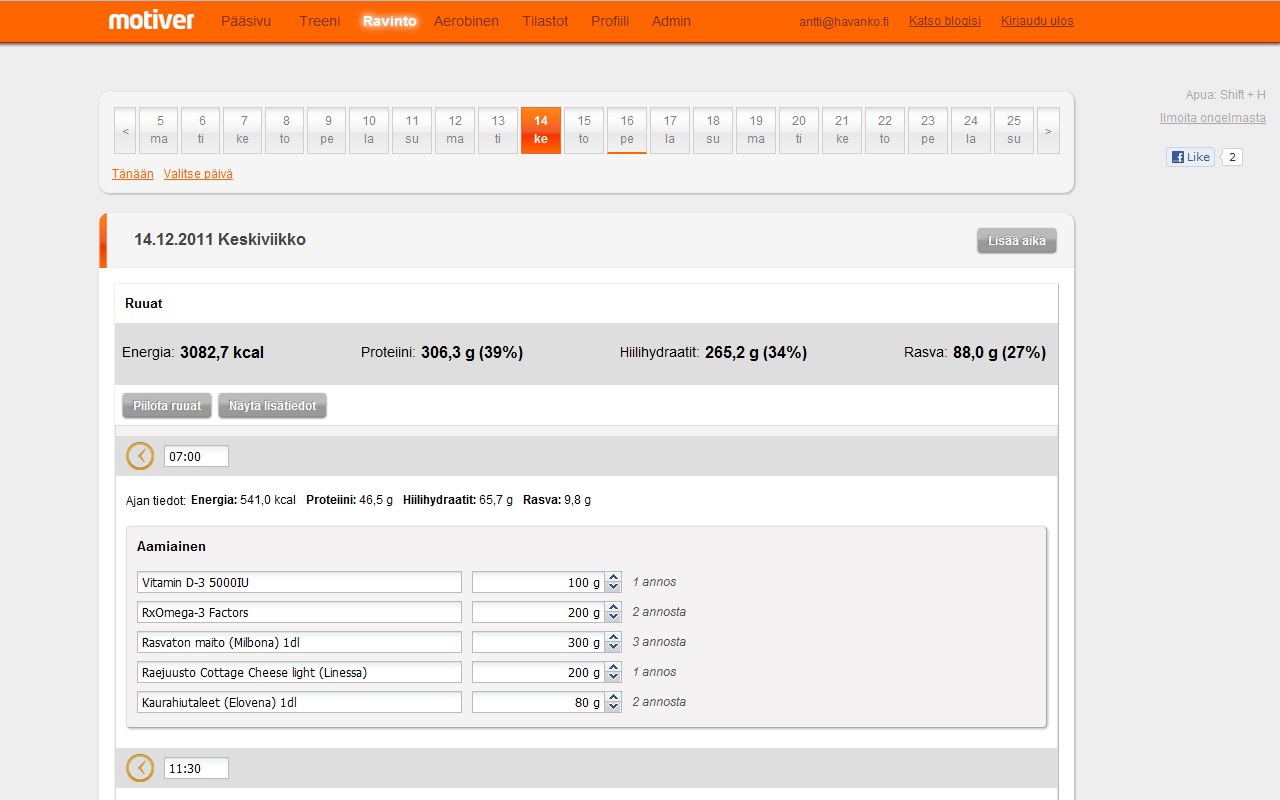 motiver Pääsivu Treeni Ravinto Aerobinen Tilastot Profiili Admin antti@havanko.fi Katso blogisi Kirjaudu ulos
Apua: Shift + H
Ilmoita ongelmasta
Like 2
< 5 6 7 8 9 10 11 12 13 14 15 16 17 18 19 20 21 22 23 24 25 >
ma ti ke to pe la su ma ti ke to pe la su ma ti ke to pe la su
Tänään Valitse päivä
14.12.2011 Keskiviikko Lisää aika
Ruuat
Energia: 3082,7 kcal Proteiini: 306,3 g (39%) Hiilihydraatit: 265,2 g (34%) Rasva: 88,0 g (27%)
Piilota ruuat Näytä lisätiedot
07:00
Ajan tiedot: Energia: 541,0 kcal Proteiini: 46,5 g Hiilihydraatit: 65,7 g Rasva: 9,8 g
Aamiainen
Vitamin D-3 5000IU 100 g 1 annos
RxOmega-3 Factors 200 g 2 annosta
Rasvaton maito (Milbona) 1dl 300 g 3 annosta
Raejuusto Cottage Cheese light (Linessa) 200 g 1 annos
Kaurahiutaleet (Elovena) 1dl 80 g 2 annosta
11:30